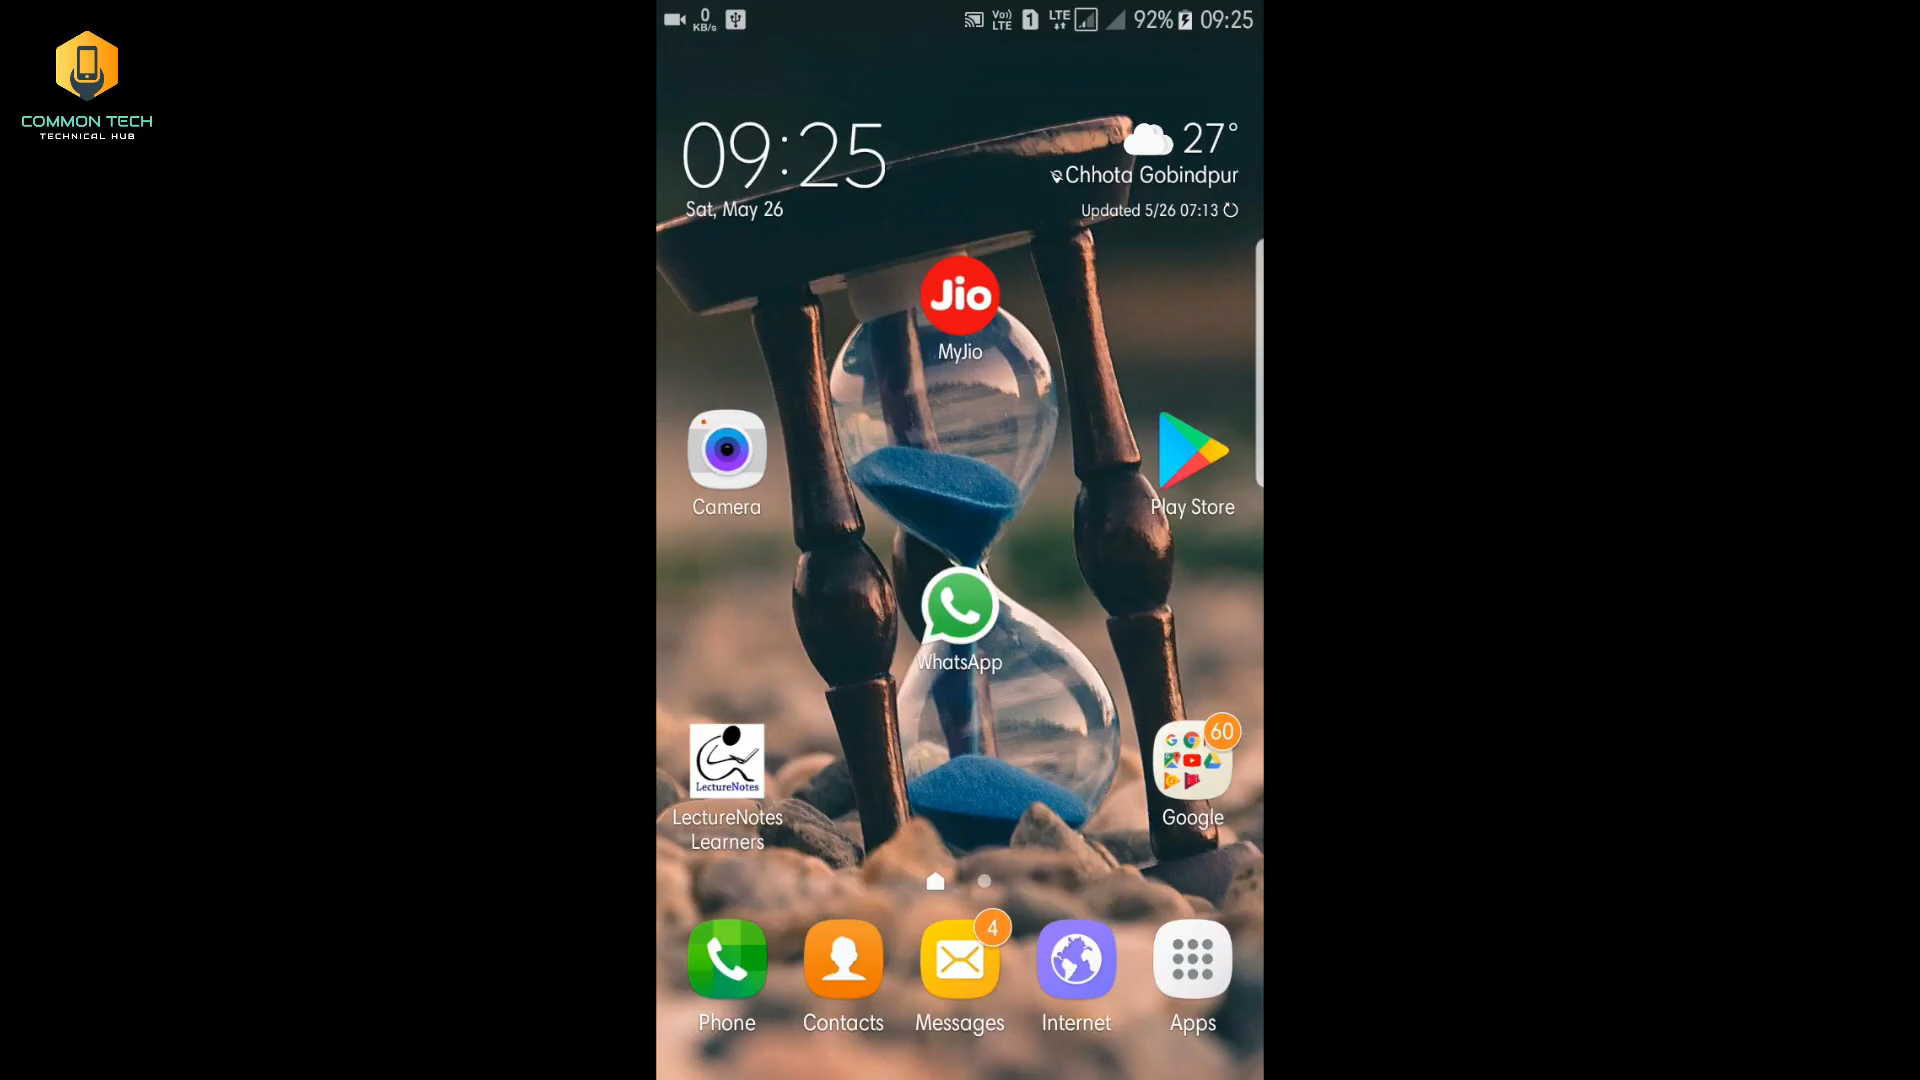 0
KB/s
Vo))
LTE
1
LTE
92%
09:25
COMMON TECH
TECHNICAL HUB
09:25
Sat, May 26
27°
Chhota Gobindpur
Updated 5/26 07:13
Jio
MyJio
Camera
Play Store
WhatsApp
LectureNotes
LectureNotes
Learners
60
Google
4
Phone
Contacts
Messages
Internet
Apps